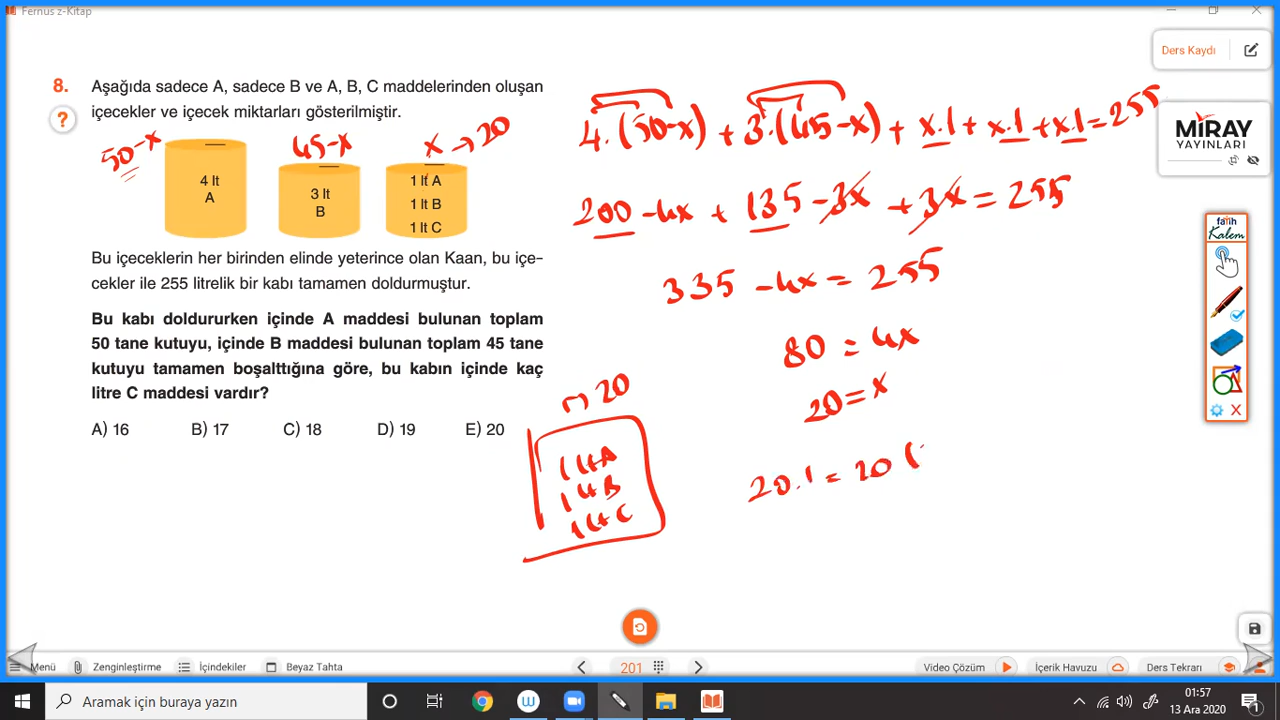 Fernus z-Kitap
Ders Kaydı
8. Aşağıda sadece A, sadece B ve A, B, C maddelerinden oluşan
içecekler ve içecek miktarları gösterilmiştir.
?
50-x
45-x
x → 20
4 lt
A
3 lt
B
1 lt A
1 lt B
1 lt C
Bu içeceklerin her birinden elinde yeterince olan Kaan, bu içe-
cekler ile 255 litrelik bir kabı tamamen doldurmuştur.
Bu kabı doldururken içinde A maddesi bulunan toplam
50 tane kutuyu, içinde B maddesi bulunan toplam 45 tane
kutuyu tamamen boşalttığına göre, bu kabın içinde kaç
litre C maddesi vardır?
A) 16 B) 17 C) 18 D) 19 E) 20
4.(50-x) + 3.(45-x) + x.1 + x.1 + x.1 = 255
200 - 4x + 135 - 3x + 3x = 255
335 - 4x = 255
80 = 4x
20 = x
20.1 = 20 l
20
1 lt A
1 lt B
1 lt C
MİRAY
YAYINLARI
fatih
Kalem
Menü Zenginleştirme İçindekiler Beyaz Tahta 201 Video Çözüm İçerik Havuzu Ders Tekrarı
Aramak için buraya yazın
01:57
13 Ara 2020
1